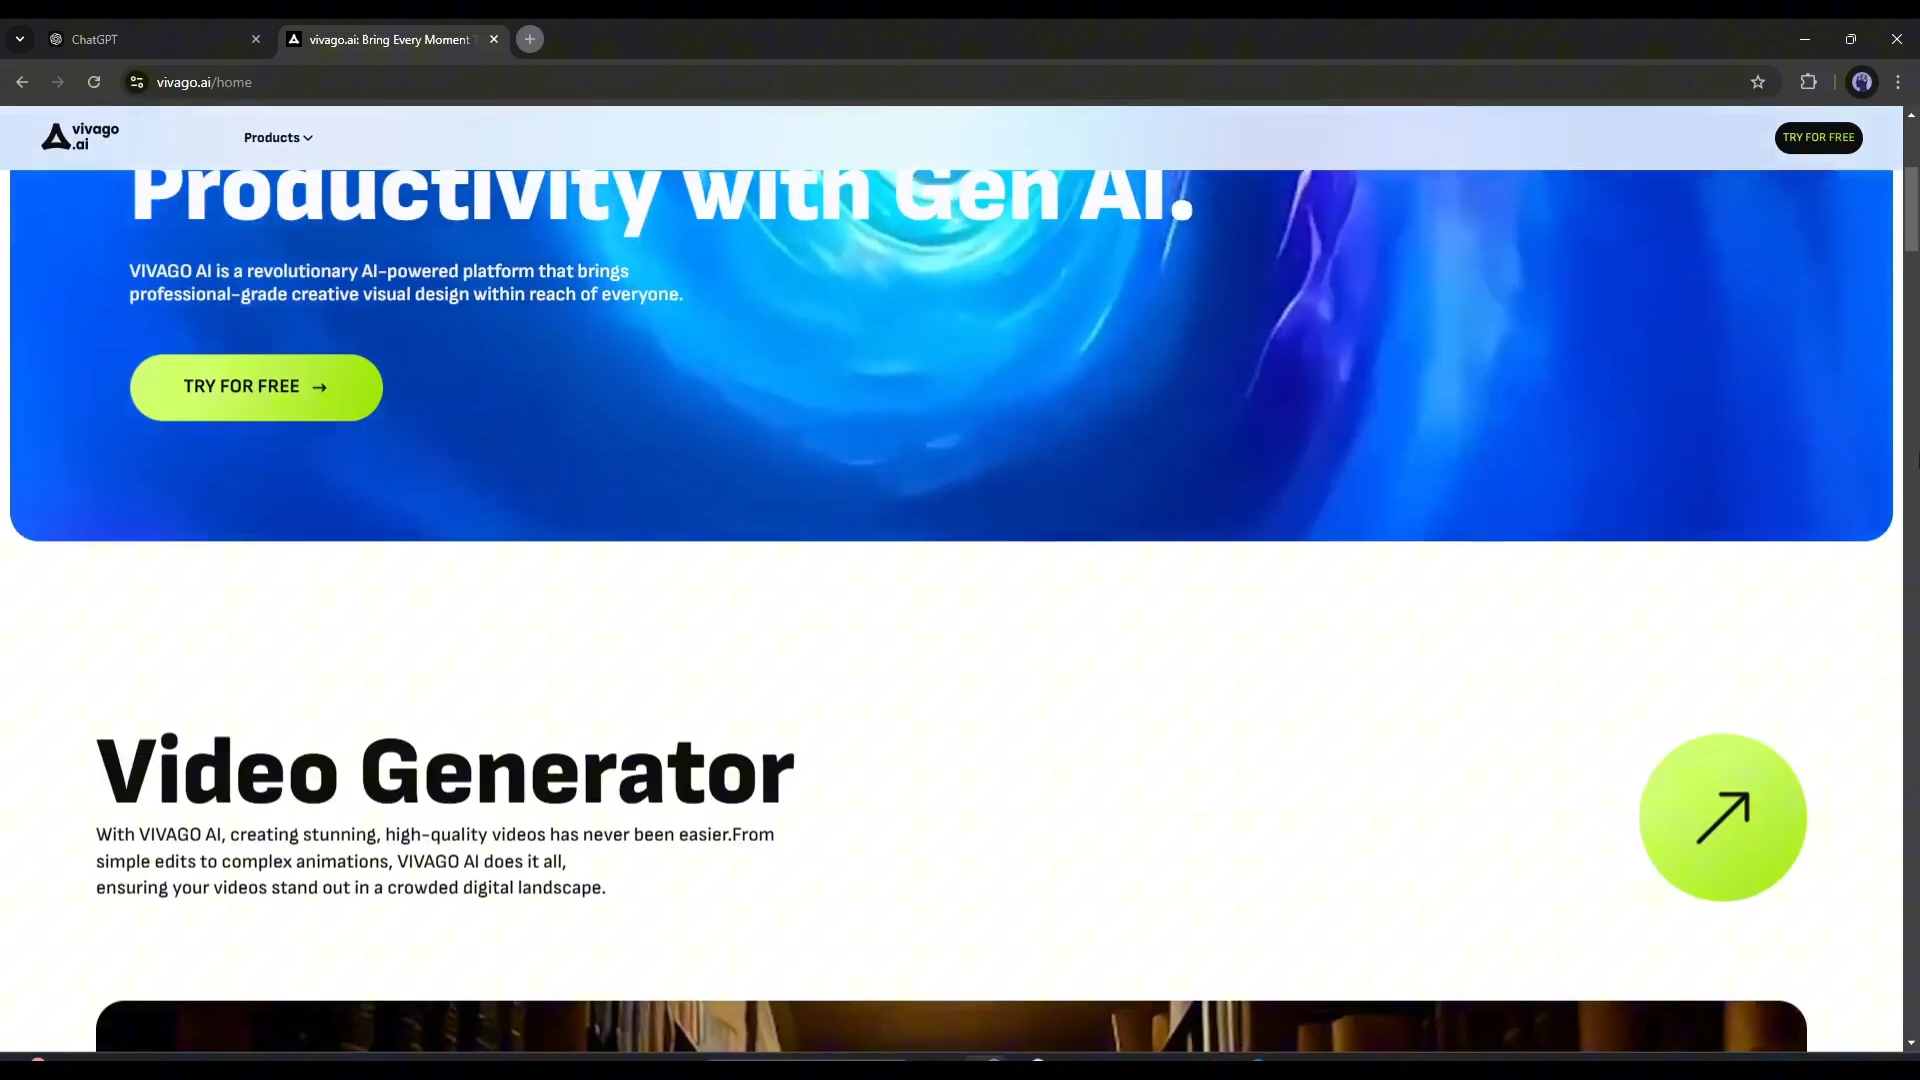 ChatGPT
vivago.ai: Bring Every Moment
vivago.ai/home
vivago
.ai
Products
TRY FOR FREE
Productivity with Gen AI.
VIVAGO AI is a revolutionary AI-powered platform that brings
professional-grade creative visual design within reach of everyone.
TRY FOR FREE →
Video Generator
With VIVAGO AI, creating stunning, high-quality videos has never been easier.From
simple edits to complex animations, VIVAGO AI does it all,
ensuring your videos stand out in a crowded digital landscape.